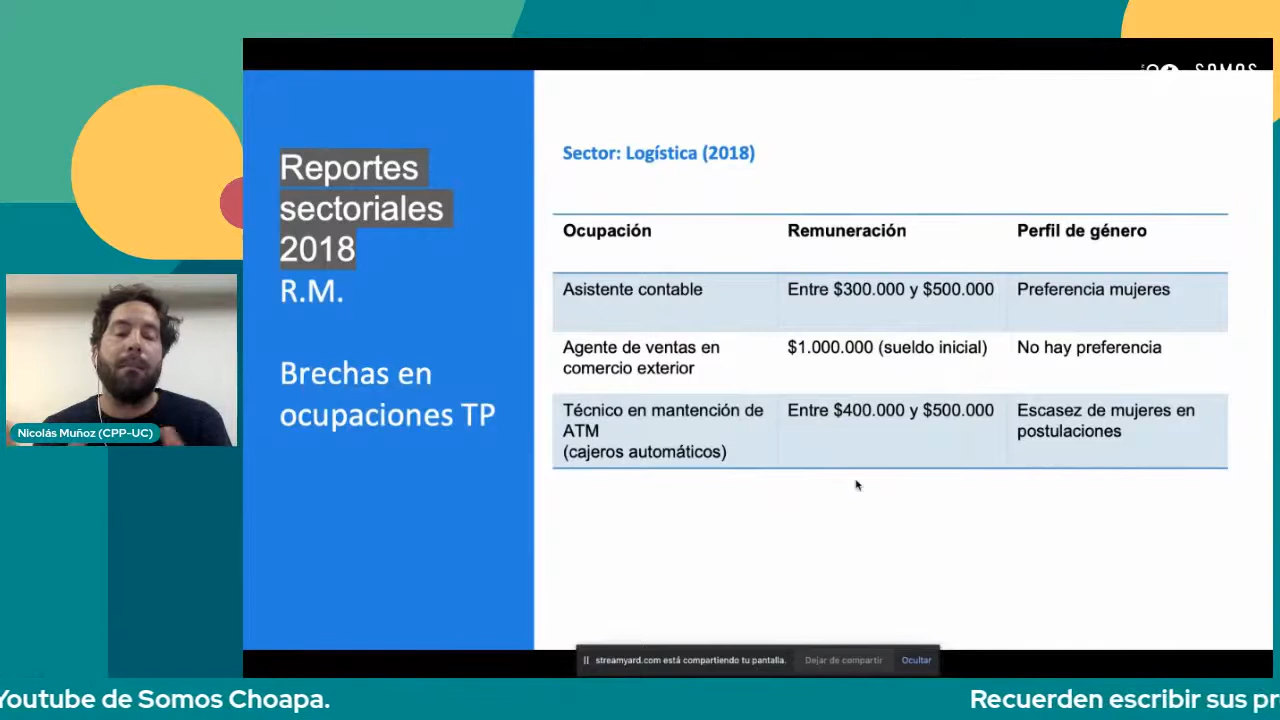 SOMOS
Reportes
sectoriales
2018
R.M.
Brechas en
ocupaciones TP
Sector: Logística (2018)
Ocupación
Remuneración
Perfil de género
Asistente contable
Entre $300.000 y $500.000
Preferencia mujeres
Agente de ventas en
comercio exterior
$1.000.000 (sueldo inicial)
No hay preferencia
Técnico en mantención de
ATM
(cajeros automáticos)
Entre $400.000 y $500.000
Escasez de mujeres en
postulaciones
Nicolás Muñoz (CPP-UC)
streamyard.com está compartiendo tu pantalla.
Dejar de compartir
Ocultar
Youtube de Somos Choapa.
Recuerden escribir sus pr